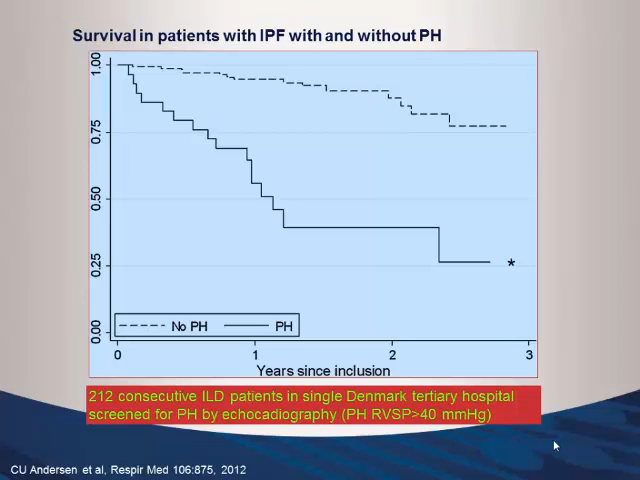 Survival in patients with IPF with and without PH
1.00
0.75
0.50
0.25
0.00
*
No PH
PH
0
1
2
3
Years since inclusion
212 consecutive ILD patients in single Denmark tertiary hospital
screened for PH by echocadiography (PH RVSP>40 mmHg)
CU Andersen et al, Respir Med 106:875, 2012